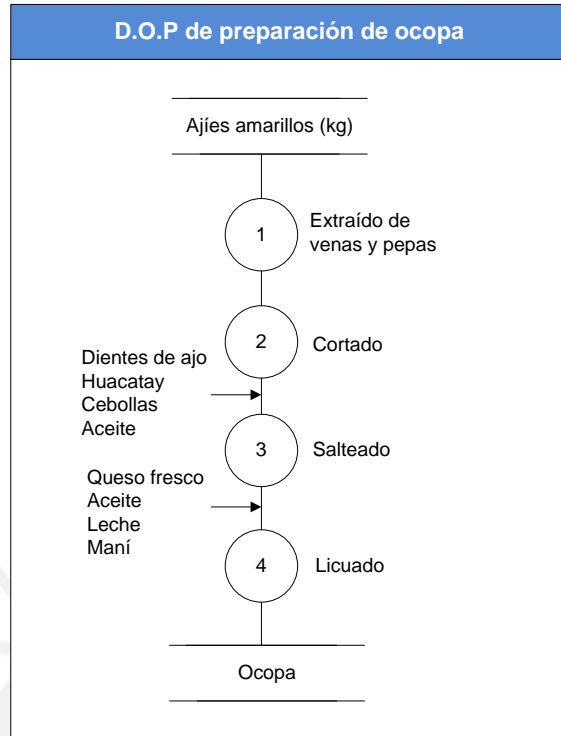 D.O.P de preparación de ocopa
Ajíes amarillos (kg)
1
Extraído de
venas y pepas
2
Cortado
Dientes de ajo
Huacatay
Cebollas
Aceite
3
Salteado
Queso fresco
Aceite
Leche
Maní
4
Licuado
Ocopa